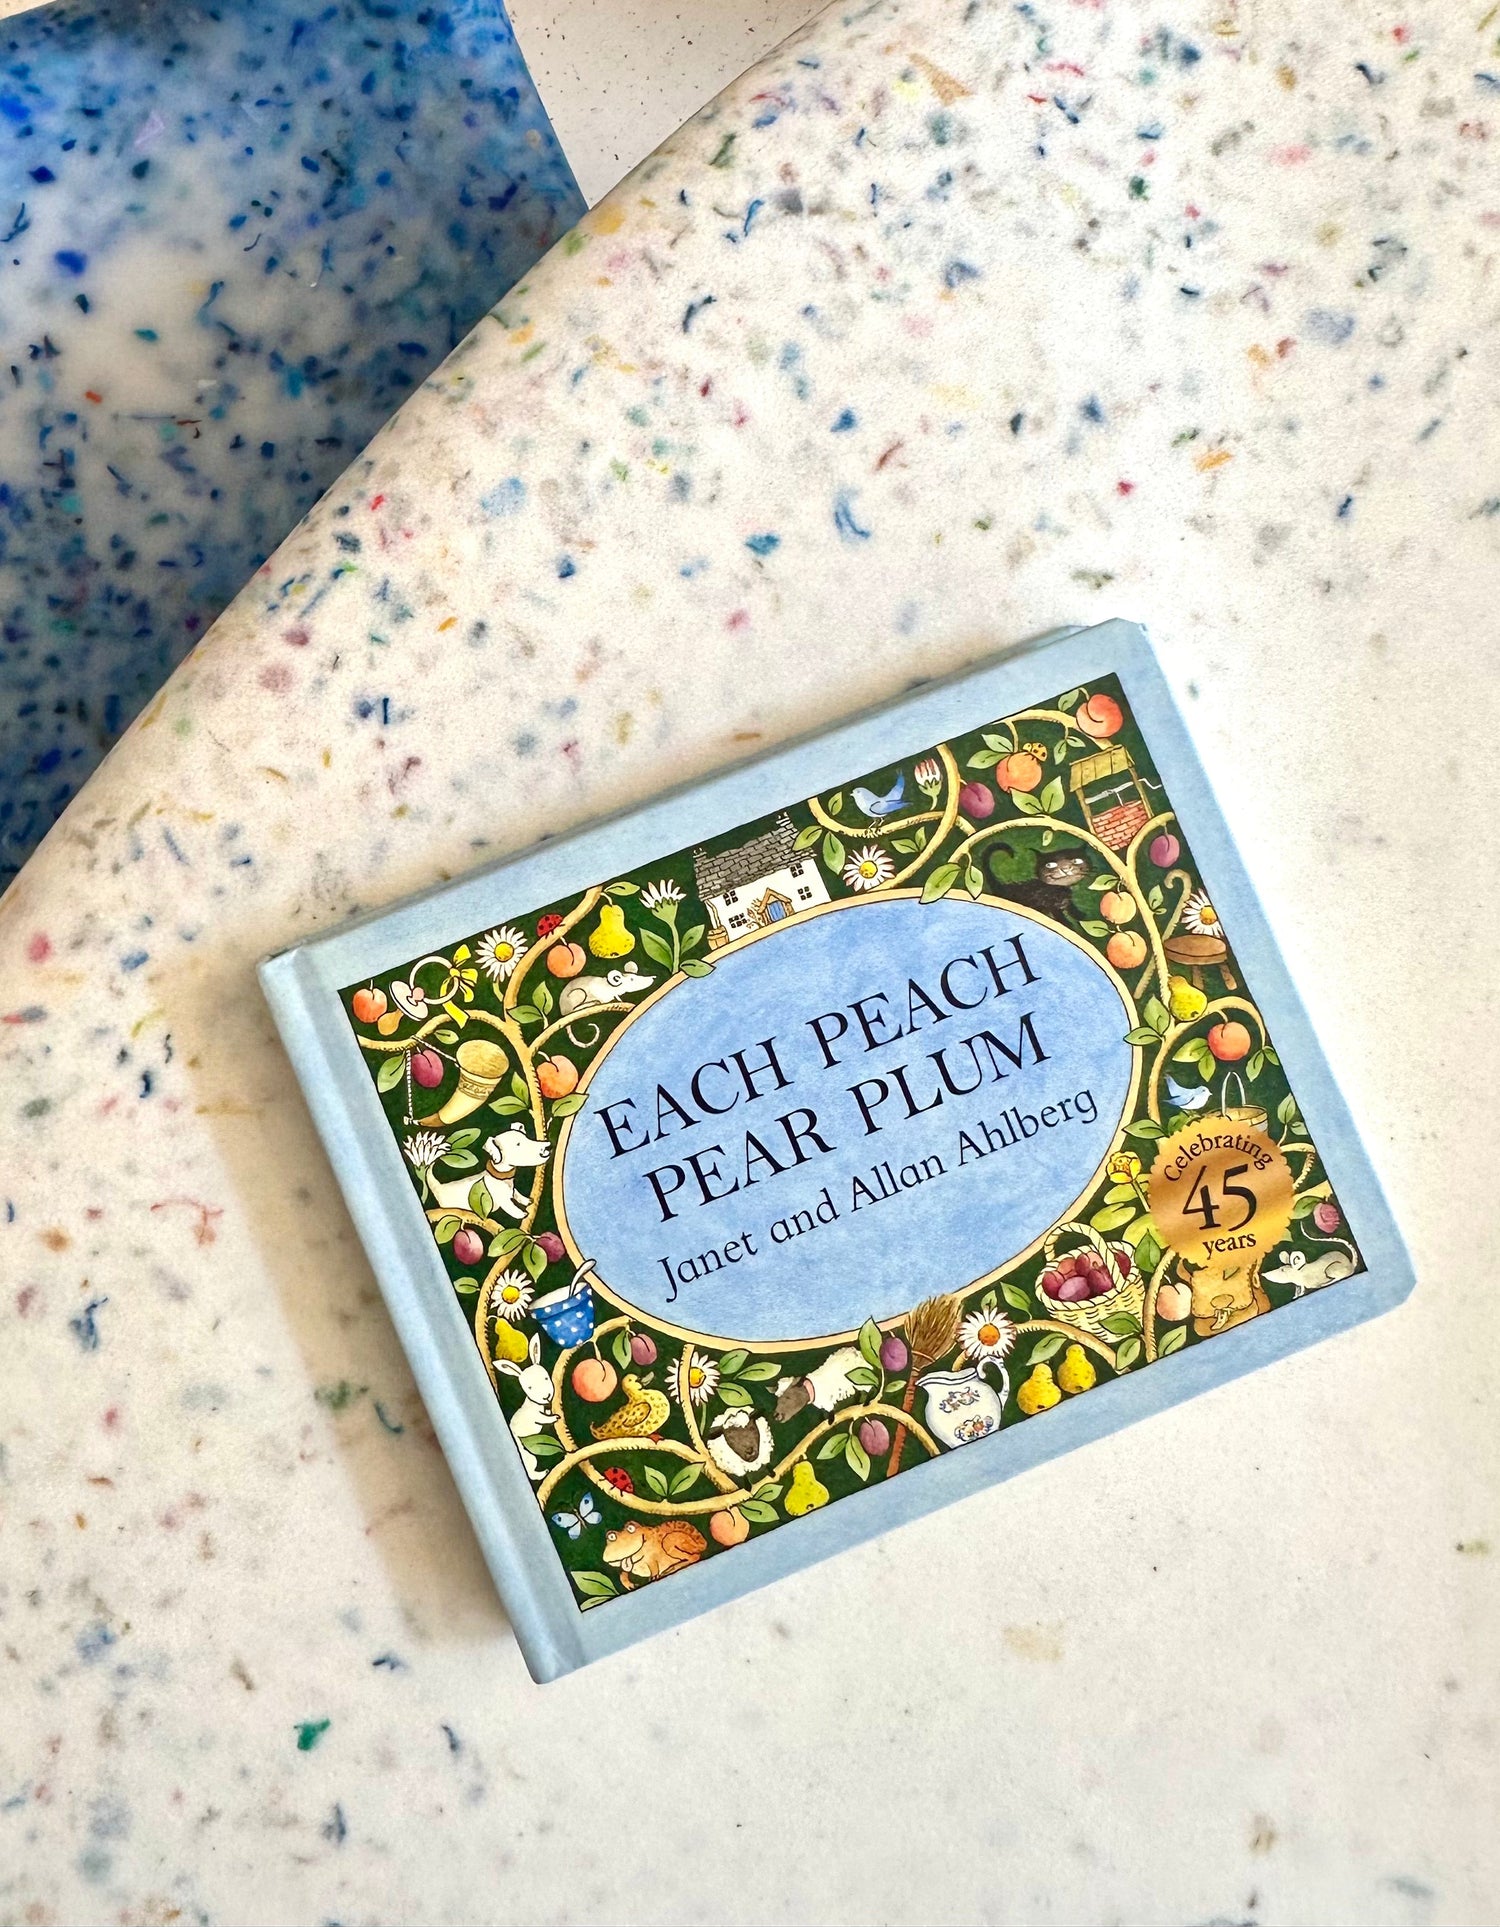 EACH PEACH
PEAR PLUM
Janet and Allan Ahlberg
Celebrating
45
years